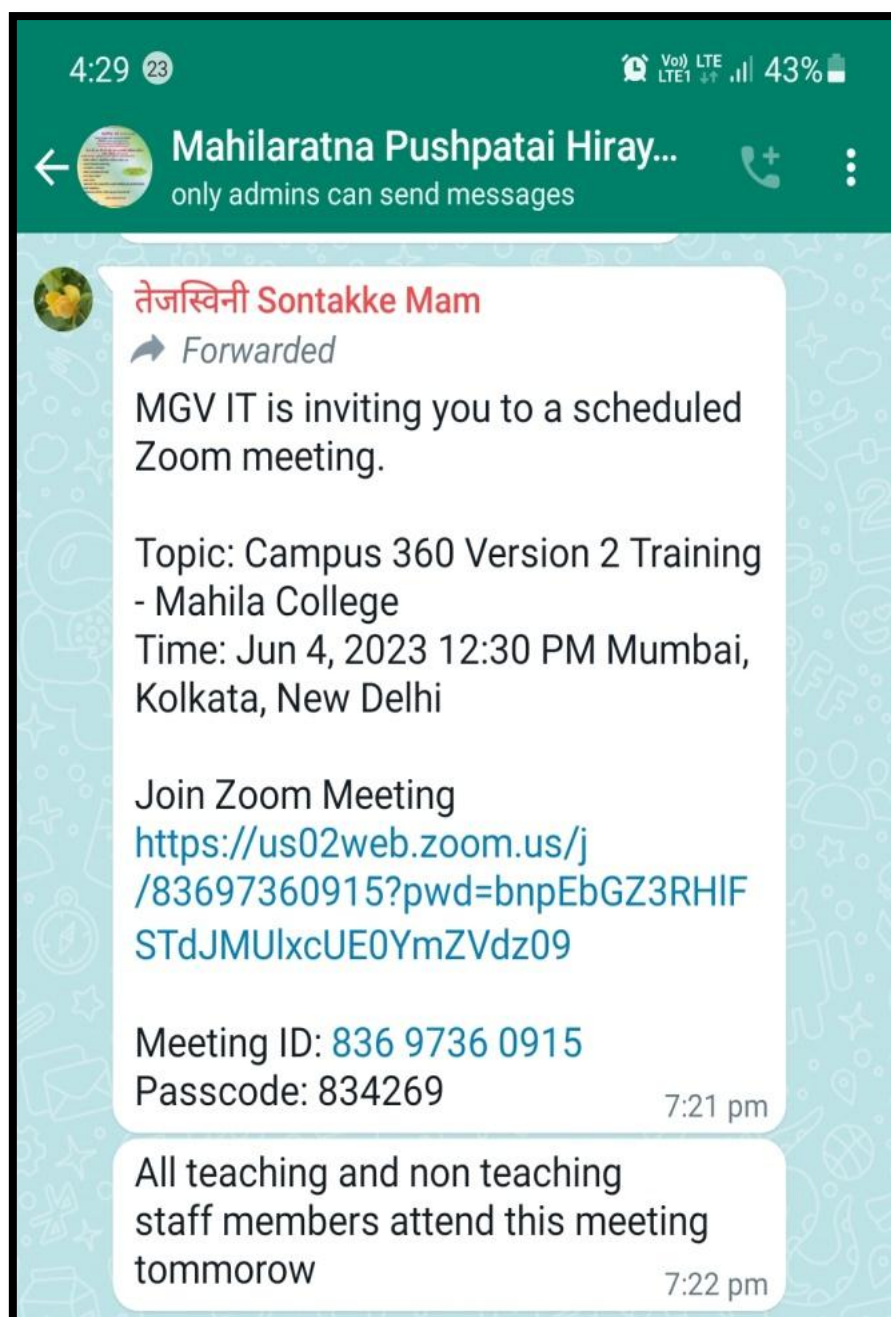 4:29 23 Vo)) LTE LTE1 43%
Mahilaratna Pushpatai Hiray...
only admins can send messages
तेजस्विनी Sontakke Mam
Forwarded
MGV IT is inviting you to a scheduled
Zoom meeting.
Topic: Campus 360 Version 2 Training
- Mahila College
Time: Jun 4, 2023 12:30 PM Mumbai,
Kolkata, New Delhi
Join Zoom Meeting
https://us02web.zoom.us/j
/83697360915?pwd=bnpEbGZ3RHlF
STdJMUlxcUE0YmZVdz09
Meeting ID: 836 9736 0915
Passcode: 834269
7:21 pm
All teaching and non teaching
staff members attend this meeting
tommorow
7:22 pm